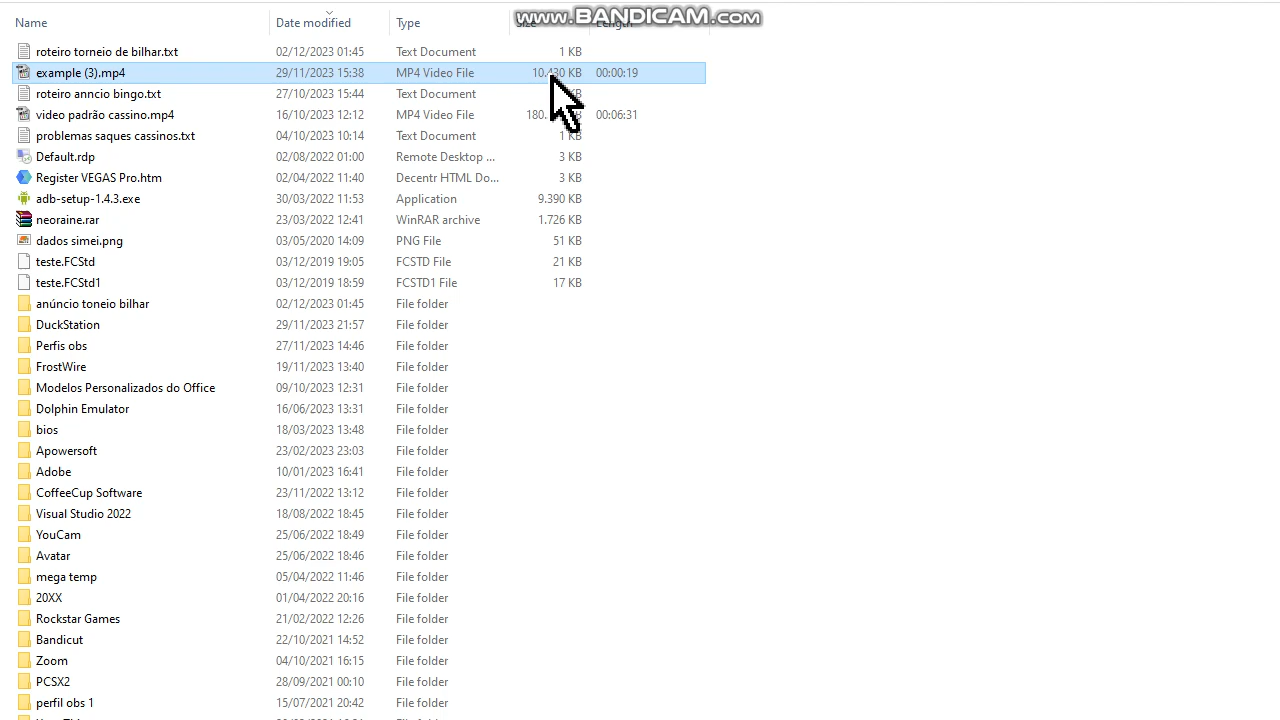 www.BANDICAM.com
Name Date modified Type Size Length
roteiro torneio de bilhar.txt 02/12/2023 01:45 Text Document 1 KB
example (3).mp4 29/11/2023 15:38 MP4 Video File 10.430 KB 00:00:19
roteiro anncio bingo.txt 27/10/2023 15:44 Text Document KB
video padrão cassino.mp4 16/10/2023 12:12 MP4 Video File 180. KB 00:06:31
problemas saques cassinos.txt 04/10/2023 10:14 Text Document 1 KB
Default.rdp 02/08/2022 01:00 Remote Desktop ... 3 KB
Register VEGAS Pro.htm 02/04/2022 11:40 Decentr HTML Do... 3 KB
adb-setup-1.4.3.exe 30/03/2022 11:53 Application 9.390 KB
neoraine.rar 23/03/2022 12:41 WinRAR archive 1.726 KB
dados simei.png 03/05/2020 14:09 PNG File 51 KB
teste.FCStd 03/12/2019 19:05 FCSTD File 21 KB
teste.FCStd1 03/12/2019 18:59 FCSTD1 File 17 KB
anúncio toneio bilhar 02/12/2023 01:45 File folder
DuckStation 29/11/2023 21:57 File folder
Perfis obs 27/11/2023 14:46 File folder
FrostWire 19/11/2023 13:40 File folder
Modelos Personalizados do Office 09/10/2023 12:31 File folder
Dolphin Emulator 16/06/2023 13:31 File folder
bios 18/03/2023 13:48 File folder
Apowersoft 23/02/2023 23:03 File folder
Adobe 10/01/2023 16:41 File folder
CoffeeCup Software 23/11/2022 13:12 File folder
Visual Studio 2022 18/08/2022 18:45 File folder
YouCam 25/06/2022 18:49 File folder
Avatar 25/06/2022 18:46 File folder
mega temp 05/04/2022 11:46 File folder
20XX 01/04/2022 20:16 File folder
Rockstar Games 21/02/2022 12:26 File folder
Bandicut 22/10/2021 14:52 File folder
Zoom 04/10/2021 16:15 File folder
PCSX2 28/09/2021 00:10 File folder
perfil obs 1 15/07/2021 20:42 File folder